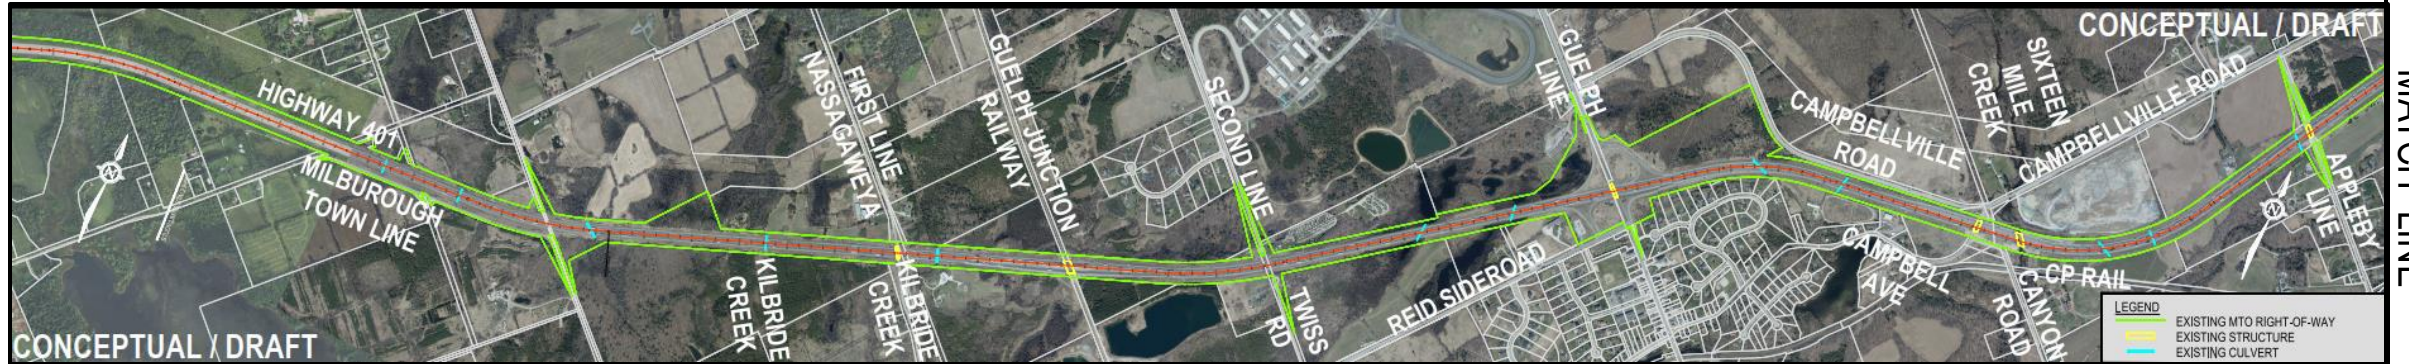 CONCEPTUAL / DRAFT
HIGHWAY 401
MILBOROUGH
TOWN LINE
KILBRIDE
CREEK
FIRST LINE
NASSAGAWEYA
KILBRIDE
CREEK
GUELPH JUNCTION
RAILWAY
SECOND LINE
TWISS
RD
REID SIDEROAD
GUELPH
LINE
CAMPBELLVILLE
ROAD
CAMPBELL
AVE
SIXTEEN
MILE
CREEK
CAMPBELLVILLE ROAD
CP RAIL
CANYON
ROAD
APPLEBY
LINE
N
N
CONCEPTUAL / DRAFT
LEGEND
EXISTING MTO RIGHT-OF-WAY
EXISTING STRUCTURE
EXISTING CULVERT
MATCH LINE